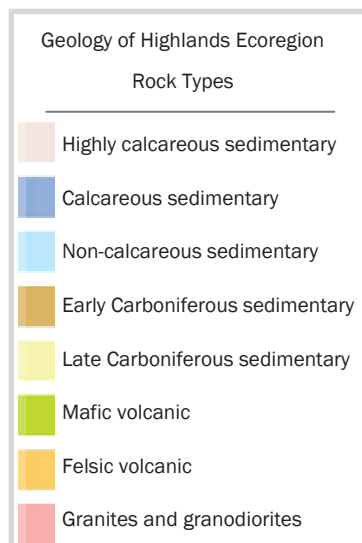 Geology of Highlands Ecoregion
Rock Types
Highly calcareous sedimentary
Calcareous sedimentary
Non-calcareous sedimentary
Early Carboniferous sedimentary
Late Carboniferous sedimentary
Mafic volcanic
Felsic volcanic
Granites and granodiorites